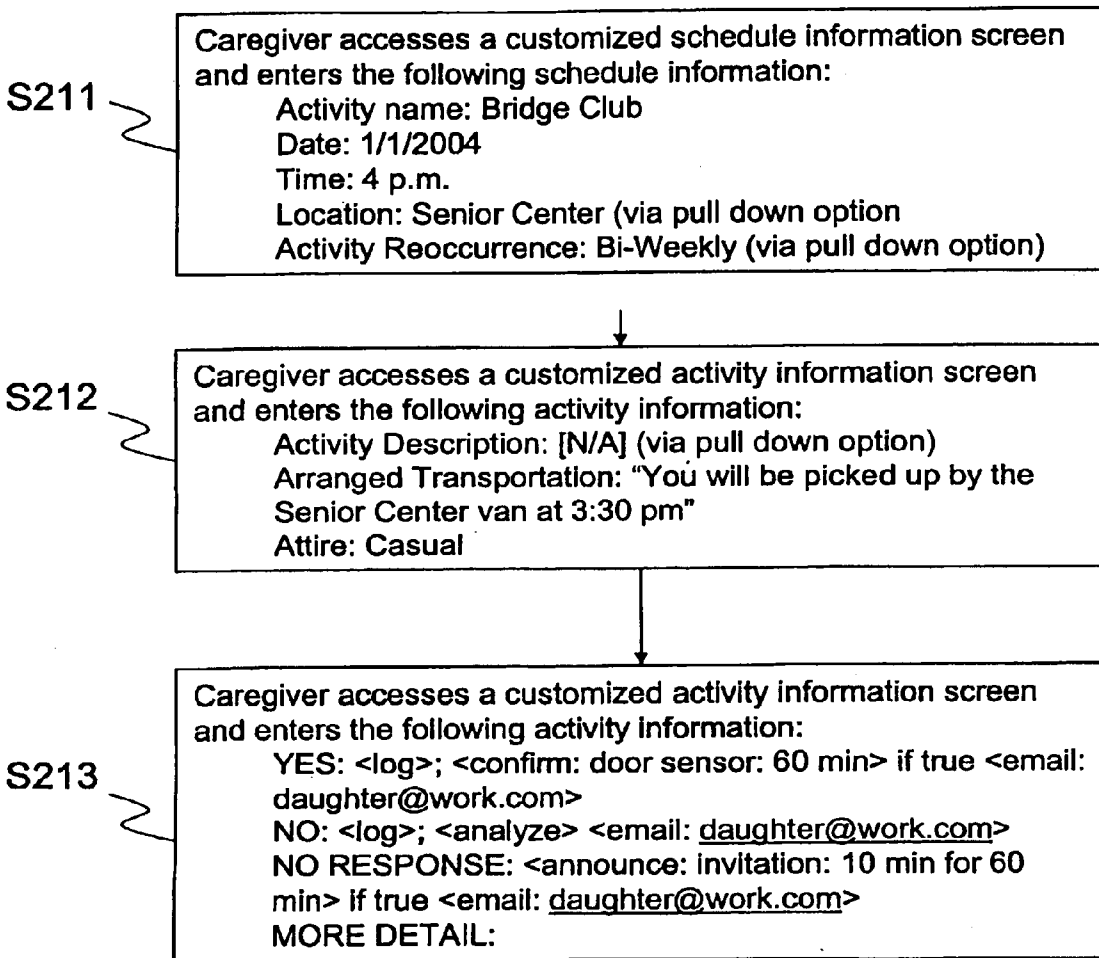 Caregiver accesses a customized schedule information screen
and enters the following schedule information:
S211
Activity name: Bridge Club
Date: 1/1/2004
Time: 4 p.m.
Location: Senior Center (via pull down option
Activity Reoccurrence: Bi-Weekly (via pull down option)
Caregiver accesses a customized activity information screen
S212
and enters the following activity information:
Activity Description: [N/A] (via pull down option)
Arranged Transportation: “You will be picked up by the
Senior Center van at 3:30 pm”
Attire: Casual
Caregiver accesses a customized activity information screen
and enters the following activity information:
S213
YES: <log>; <confirm: door sensor: 60 min> if true <email:
daughter@work.com>
NO: <log>; <analyze> <email: daughter@work.com>
NO RESPONSE: <announce: invitation: 10 min for 60
min> if true <email: daughter@work.com>
MORE DETAIL: